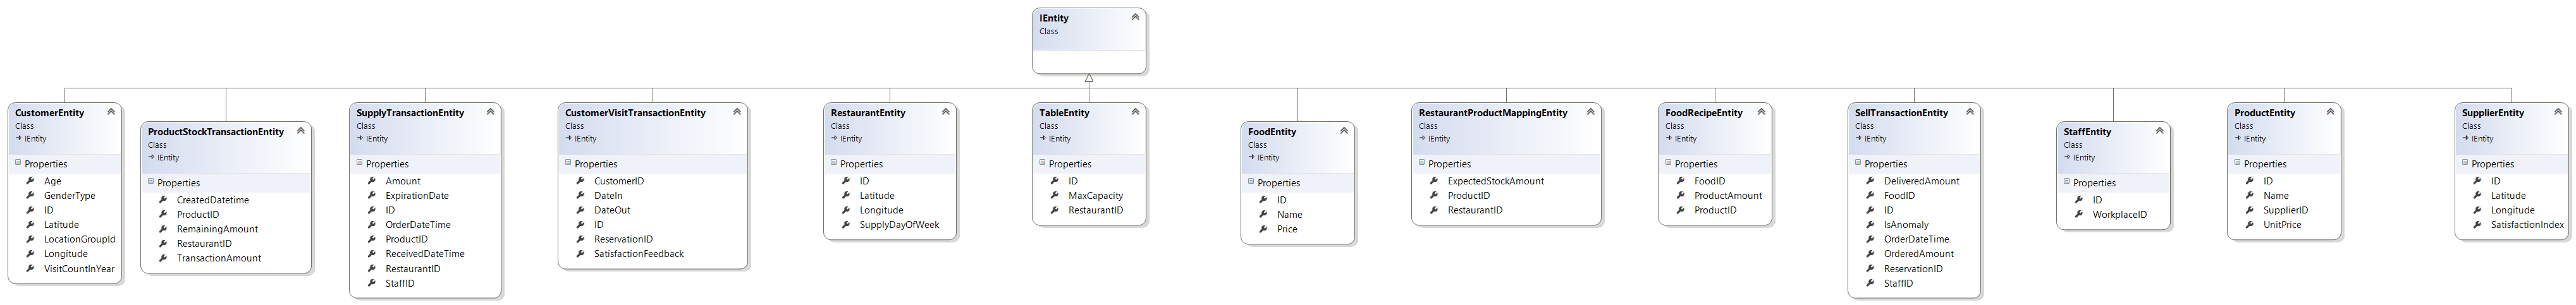 IEntity
Class
CustomerEntity
Class
IEntity
Properties
Age
GenderType
ID
Latitude
LocationGroupId
Longitude
VisitCountInYear
ProductStockTransactionEntity
Class
IEntity
Properties
CreatedDatetime
ProductID
RemainingAmount
RestaurantID
TransactionAmount
SupplyTransactionEntity
Class
IEntity
Properties
Amount
ExpirationDate
ID
OrderDateTime
ProductID
ReceivedDateTime
RestaurantID
StaffID
CustomerVisitTransactionEntity
Class
IEntity
Properties
CustomerID
DateIn
DateOut
ID
ReservationID
SatisfactionFeedback
RestaurantEntity
Class
IEntity
Properties
ID
Latitude
Longitude
SupplyDayOfWeek
TableEntity
Class
IEntity
Properties
ID
MaxCapacity
RestaurantID
FoodEntity
Class
IEntity
Properties
ID
Name
Price
RestaurantProductMappingEntity
Class
IEntity
Properties
ExpectedStockAmount
ProductID
RestaurantID
FoodRecipeEntity
Class
IEntity
Properties
FoodID
ProductAmount
ProductID
SellTransactionEntity
Class
IEntity
Properties
DeliveredAmount
FoodID
ID
IsAnomaly
OrderDateTime
OrderedAmount
ReservationID
StaffID
StaffEntity
Class
IEntity
Properties
ID
WorkplaceID
ProductEntity
Class
IEntity
Properties
ID
Name
SupplierID
UnitPrice
SupplierEntity
Class
IEntity
Properties
ID
Latitude
Longitude
SatisfactionIndex